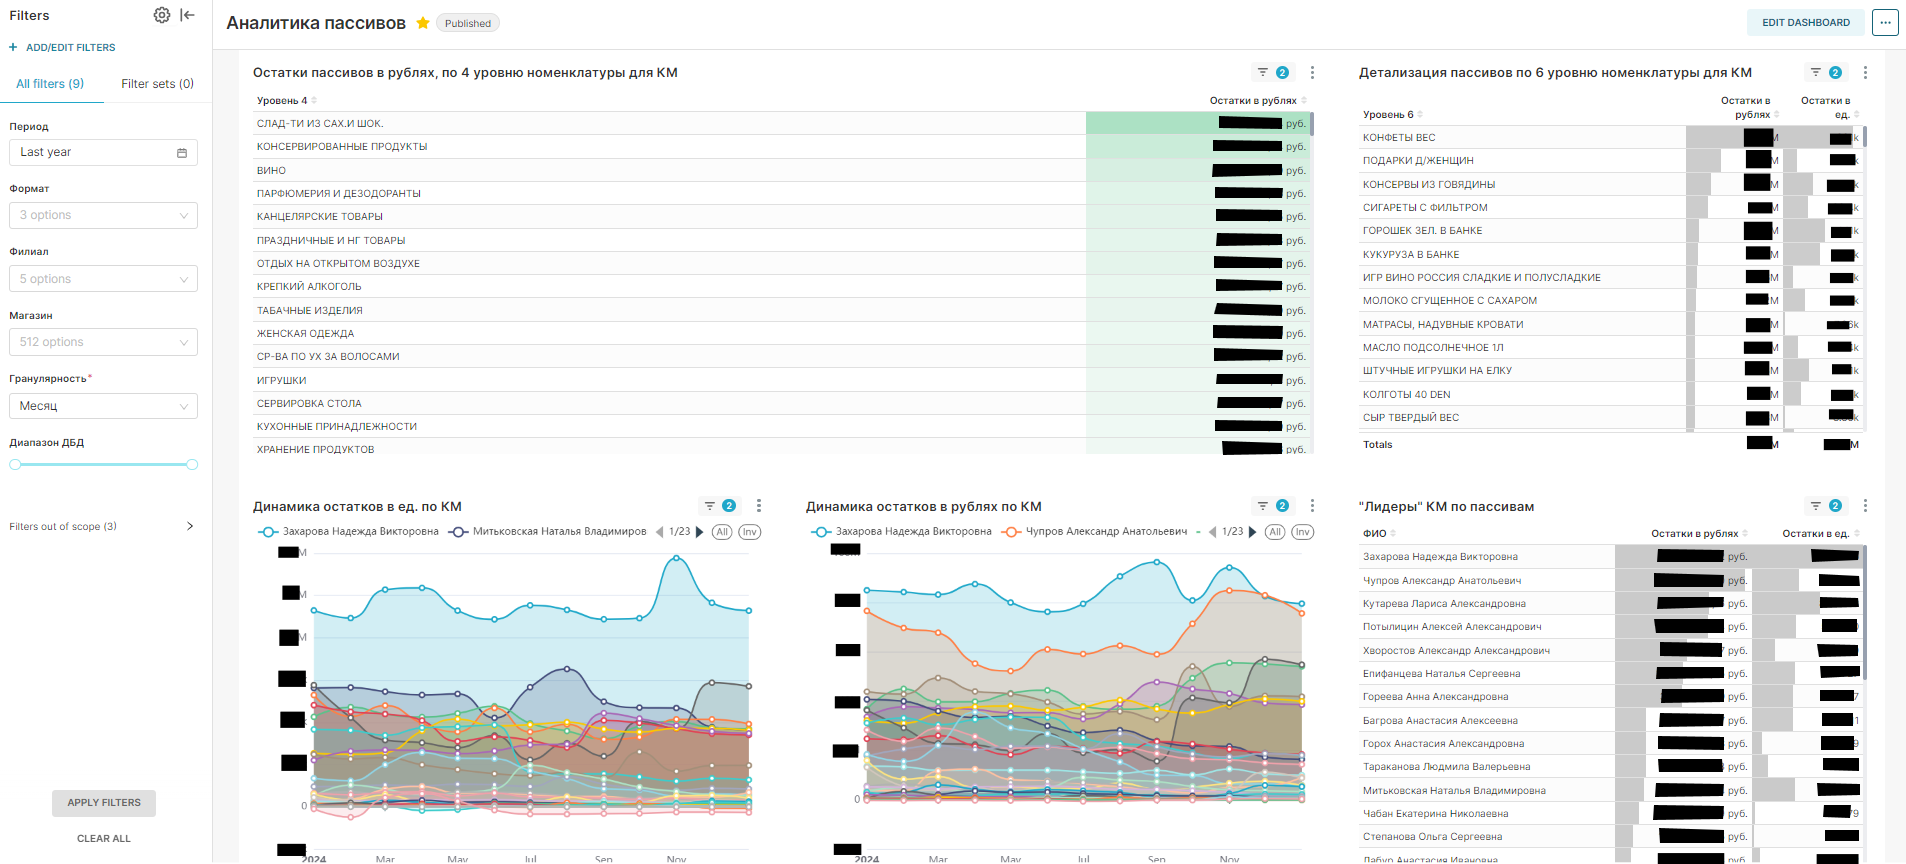 Filters
ADD/EDIT FILTERS
All filters (9)
Filter sets (0)
Период
Last year
Формат
3 options
Филиал
5 options
Магазин
512 options
Гранулярность*
Месяц
Диапазон ДБД
Filters out of scope (3)
APPLY FILTERS
CLEAR ALL
Аналитика пассивов
Published
EDIT DASHBOARD
Остатки пассивов в рублях, по 4 уровню номенклатуры для КМ
2
Уровень 4
Остатки в рублях
СЛАД-ТИ ИЗ САХ.И ШОК. руб.
КОНСЕРВИРОВАННЫЕ ПРОДУКТЫ руб.
ВИНО руб.
ПАРФЮМЕРИЯ И ДЕЗОДОРАНТЫ руб.
КАНЦЕЛЯРСКИЕ ТОВАРЫ руб.
ПРАЗДНИЧНЫЕ И НГ ТОВАРЫ руб.
ОТДЫХ НА ОТКРЫТОМ ВОЗДУХЕ руб.
КРЕПКИЙ АЛКОГОЛЬ руб.
ТАБАЧНЫЕ ИЗДЕЛИЯ руб.
ЖЕНСКАЯ ОДЕЖДА руб.
СР-ВА ПО УХ ЗА ВОЛОСАМИ руб.
ИГРУШКИ руб.
СЕРВИРОВКА СТОЛА руб.
КУХОННЫЕ ПРИНАДЛЕЖНОСТИ руб.
ХРАНЕНИЕ ПРОДУКТОВ руб.
Детализация пассивов по 6 уровню номенклатуры для КМ
2
Уровень 6
Остатки в рублях
Остатки в ед.
КОНФЕТЫ ВЕС M k
ПОДАРКИ Д/ЖЕНЩИН M k
КОНСЕРВЫ ИЗ ГОВЯДИНЫ M k
СИГАРЕТЫ С ФИЛЬТРОМ M k
ГОРОШЕК ЗЕЛ. В БАНКЕ M k
КУКУРУЗА В БАНКЕ M k
ИГР ВИНО РОССИЯ СЛАДКИЕ И ПОЛУСЛАДКИЕ M k
МОЛОКО СГУЩЕННОЕ С САХАРОМ M k
МАТРАСЫ, НАДУВНЫЕ КРОВАТИ M k
МАСЛО ПОДСОЛНЕЧНОЕ 1Л M k
ШТУЧНЫЕ ИГРУШКИ НА ЕЛКУ M k
КОЛГОТЫ 40 DEN M k
СЫР ТВЕРДЫЙ ВЕС M
Totals M M
Динамика остатков в ед. по КМ
2
Захарова Надежда Викторовна
Митьковская Наталья Владимиров
1/23
All
Inv
M
M
M
0
2024 Mar May Jul Sep Nov
Динамика остатков в рублях по КМ
2
Захарова Надежда Викторовна
Чупров Александр Анатольевич
1/23
All
Inv
0
2024 Mar May Jul Sep Nov
"Лидеры" КМ по пассивам
2
ФИО
Остатки в рублях
Остатки в ед.
Захарова Надежда Викторовна руб.
Чупров Александр Анатольевич руб.
Кутарева Лариса Александровна руб.
Потылицин Алексей Александрович руб.
Хворостов Александр Александрович руб.
Епифанцева Наталья Сергеевна руб.
Гореева Анна Александровна руб. 7
Багрова Анастасия Алексеевна руб. 1
Горох Анастасия Александровна руб. 9
Тараканова Людмила Валерьевна руб.
Митьковская Наталья Владимировна руб.
Чабан Екатерина Николаевна руб. 79
Степанова Ольга Сергеевна руб.
Лабур Анастасия Ивановна руб.